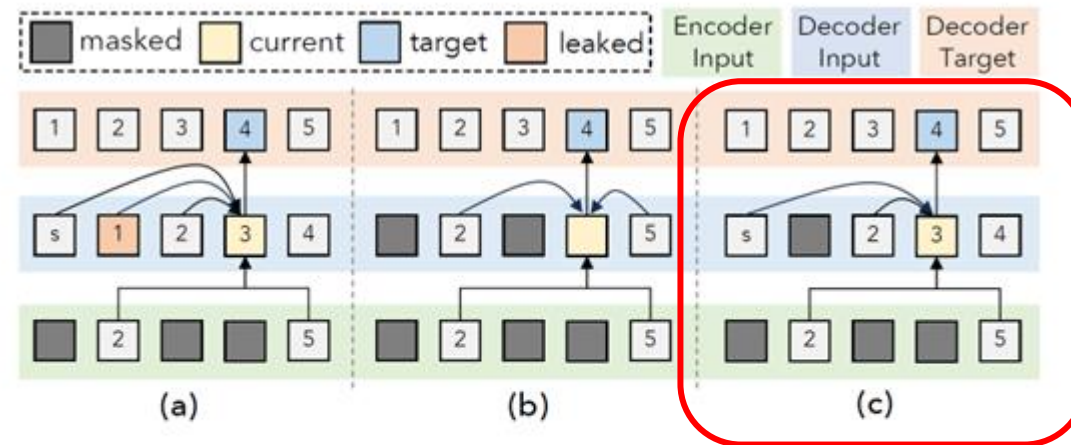 masked current target leaked Encoder Input Decoder Input Decoder Target
1 2 3 4 5 1 2 3 4 5 1 2 3 4 5
s 1 2 3 4 2 5 s 2 3 4
2 5 2 5 2 5
(a) (b) (c)